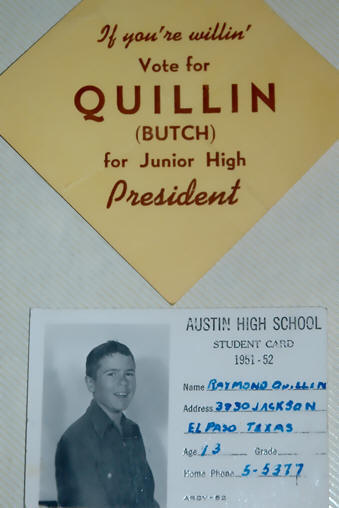 If you're willin'
Vote for
QUILLIN
(BUTCH)
for Junior High
President
AUSTIN HIGH SCHOOL
STUDENT CARD
1951-52
Name RAYMOND QUILLIN
Address 3730 JACKSON
EL PASO TEXAS
Age 13 Grade
Home Phone 5-5377